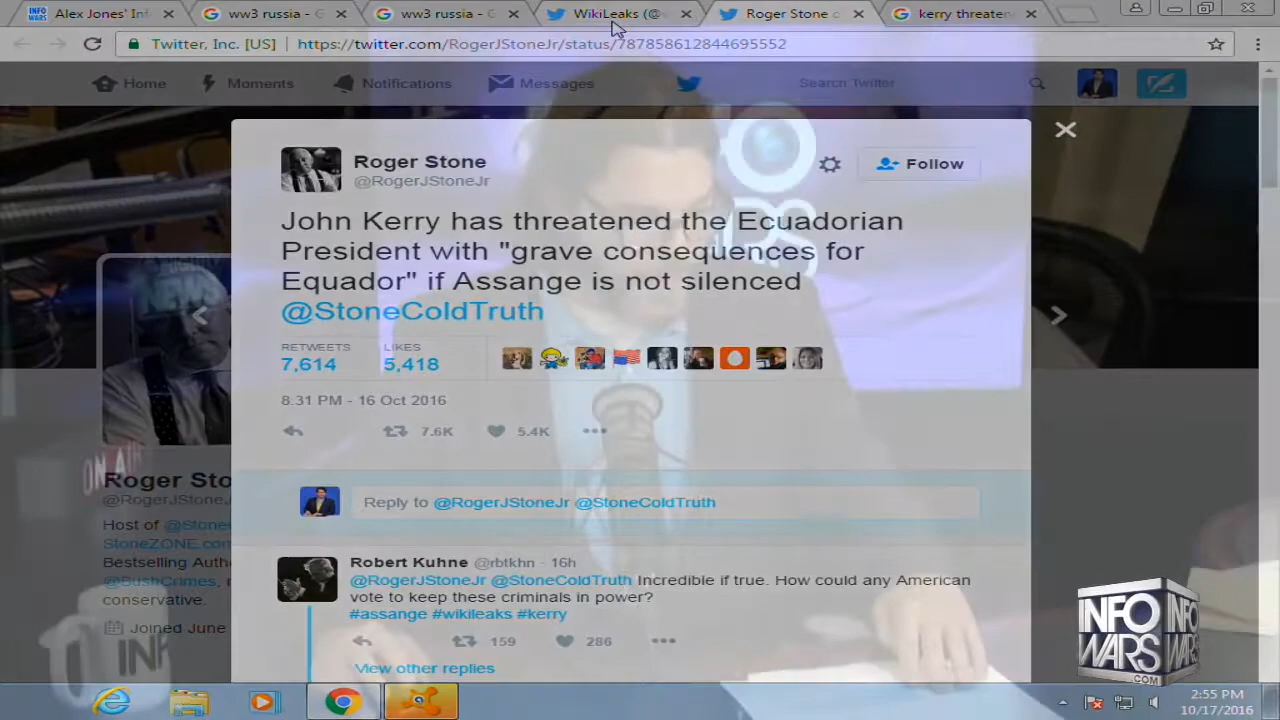 Alex Jones' Inf
ww3 russia - G
ww3 russia - G
WikiLeaks (@w
Roger Stone o
kerry threaten
Twitter, Inc. [US]
https://twitter.com/RogerJStoneJr/status/787858612844695552
Home
Moments
Notifications
Messages
Search Twitter
Roger Stone
@RogerJStoneJr
Follow
John Kerry has threatened the Ecuadorian
President with "grave consequences for
Equador" if Assange is not silenced
@StoneColdTruth
RETWEETS
7,614
LIKES
5,418
8:31 PM - 16 Oct 2016
7.6K
5.4K
ON AIR
Reply to @RogerJStoneJr @StoneColdTruth
Roger Sto
@RogerJStoneJ
Host of @StoneC
StoneZONE.com
Bestselling Auth
@BushCrimes, r
conservative.
Joined June
Robert Kuhne @rbtkhn · 16h
@RogerJStoneJr @StoneColdTruth Incredible if true. How could any American
vote to keep these criminals in power?
#assange #wikileaks #kerry
159
286
View other replies
INFO
WARS
.COM
2:55 PM
10/17/2016